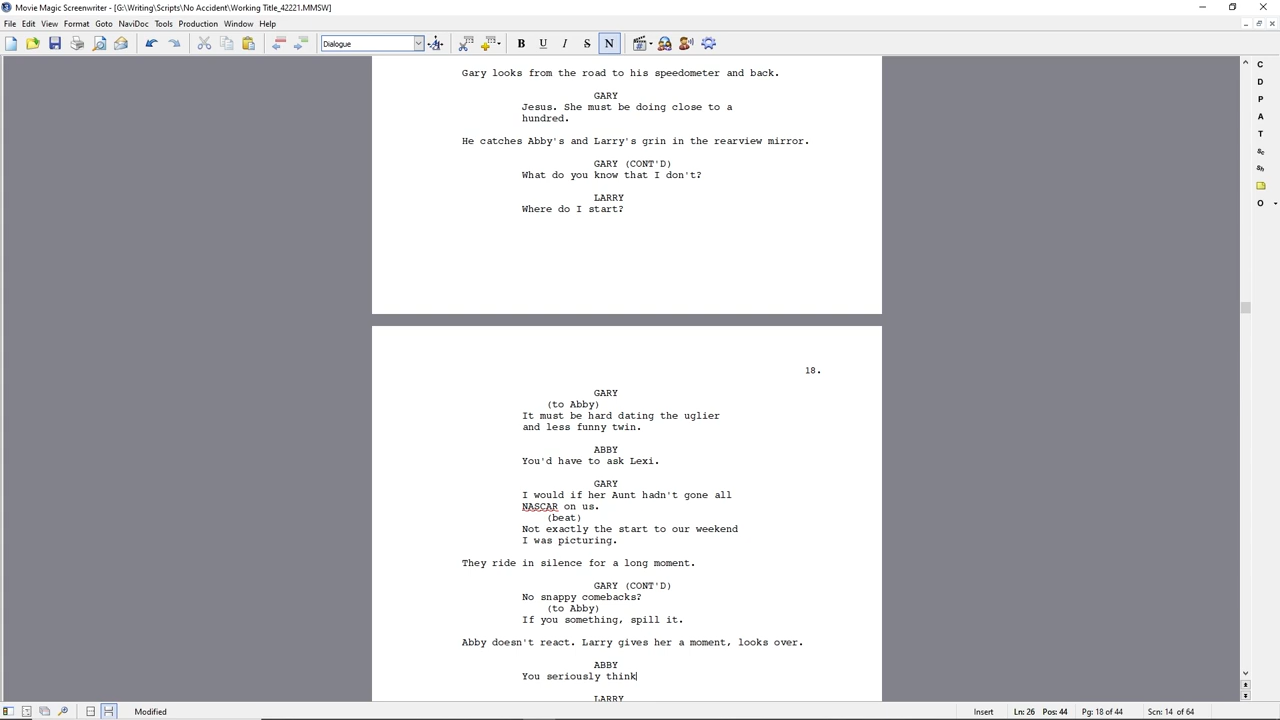 Movie Magic Screenwriter - [G:\Writing\Scripts\No Accident\Working Title_42221.MMSW]
File Edit View Format Goto NaviDoc Tools Production Window Help
Dialogue
B U I S N
C
D
P
A
T
Sc
Sh
O
Gary looks from the road to his speedometer and back.
GARY
Jesus. She must be doing close to a
hundred.
He catches Abby's and Larry's grin in the rearview mirror.
GARY (CONT'D)
What do you know that I don't?
LARRY
Where do I start?
18.
GARY
(to Abby)
It must be hard dating the uglier
and less funny twin.
ABBY
You'd have to ask Lexi.
GARY
I would if her Aunt hadn't gone all
NASCAR on us.
(beat)
Not exactly the start to our weekend
I was picturing.
They ride in silence for a long moment.
GARY (CONT'D)
No snappy comebacks?
(to Abby)
If you something, spill it.
Abby doesn't react. Larry gives her a moment, looks over.
ABBY
You seriously think
LARRY
Modified
Insert
Ln: 26 Pos: 44
Pg: 18 of 44
Scn: 14 of 64